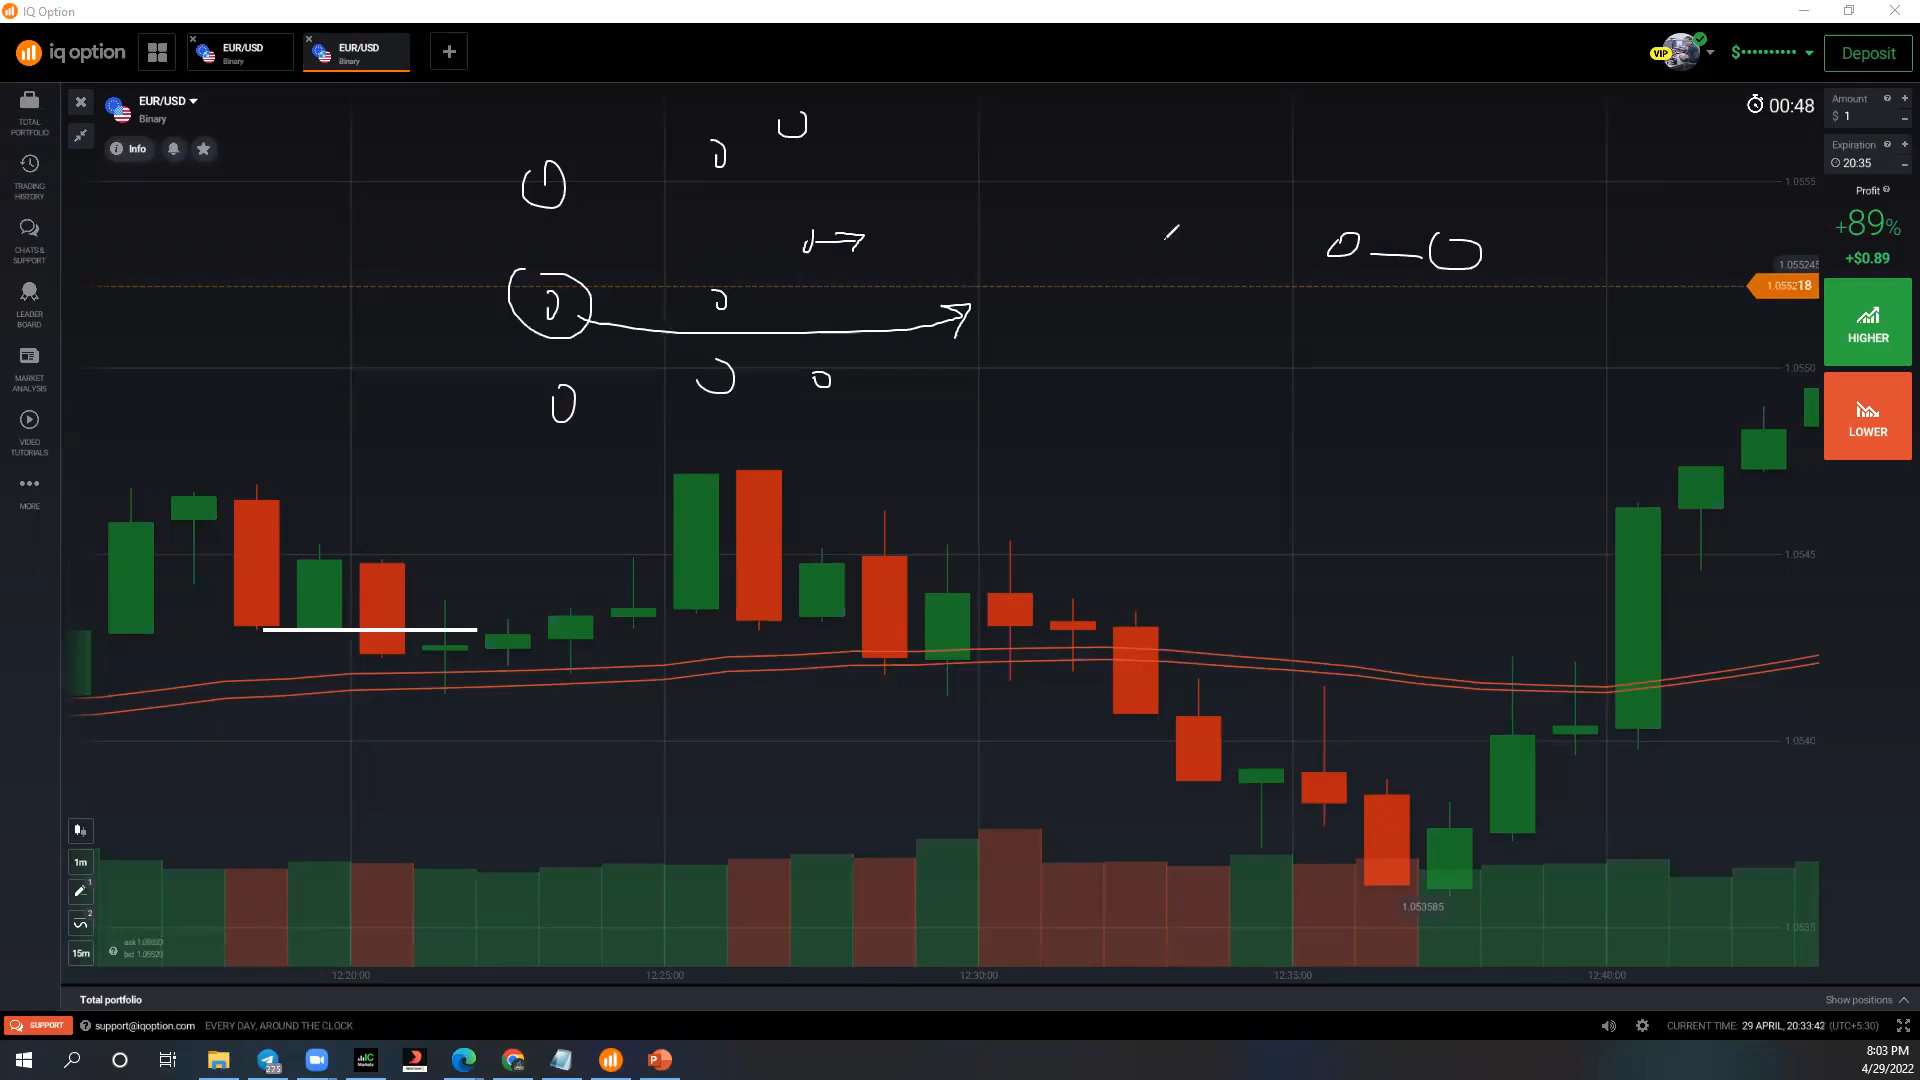 IQ Option
iq option
EUR/USD
Binary
EUR/USD
Binary
VIP
Deposit
TOTAL
PORTFOLIO
TRADING
HISTORY
CHATS &
SUPPORT
LEADER
BOARD
MARKET
ANALYSIS
VIDEO
TUTORIALS
MORE
EUR/USD
Binary
Info
00:48
Amount
$ 1
Expiration
20:35
Profit
+89%
+$0.89
HIGHER
LOWER
1.0555
1.055245
1.055218
1.0550
1.0545
1.0540
1.0535
1.053585
1m
1
2
15m
12:20:00
12:25:00
12:30:00
12:35:00
12:40:00
Total portfolio
Show positions
SUPPORT
support@iqoption.com
EVERY DAY, AROUND THE CLOCK
CURRENT TIME: 29 APRIL, 20:33:42 (UTC+5:30)
275
8:03 PM
4/29/2022